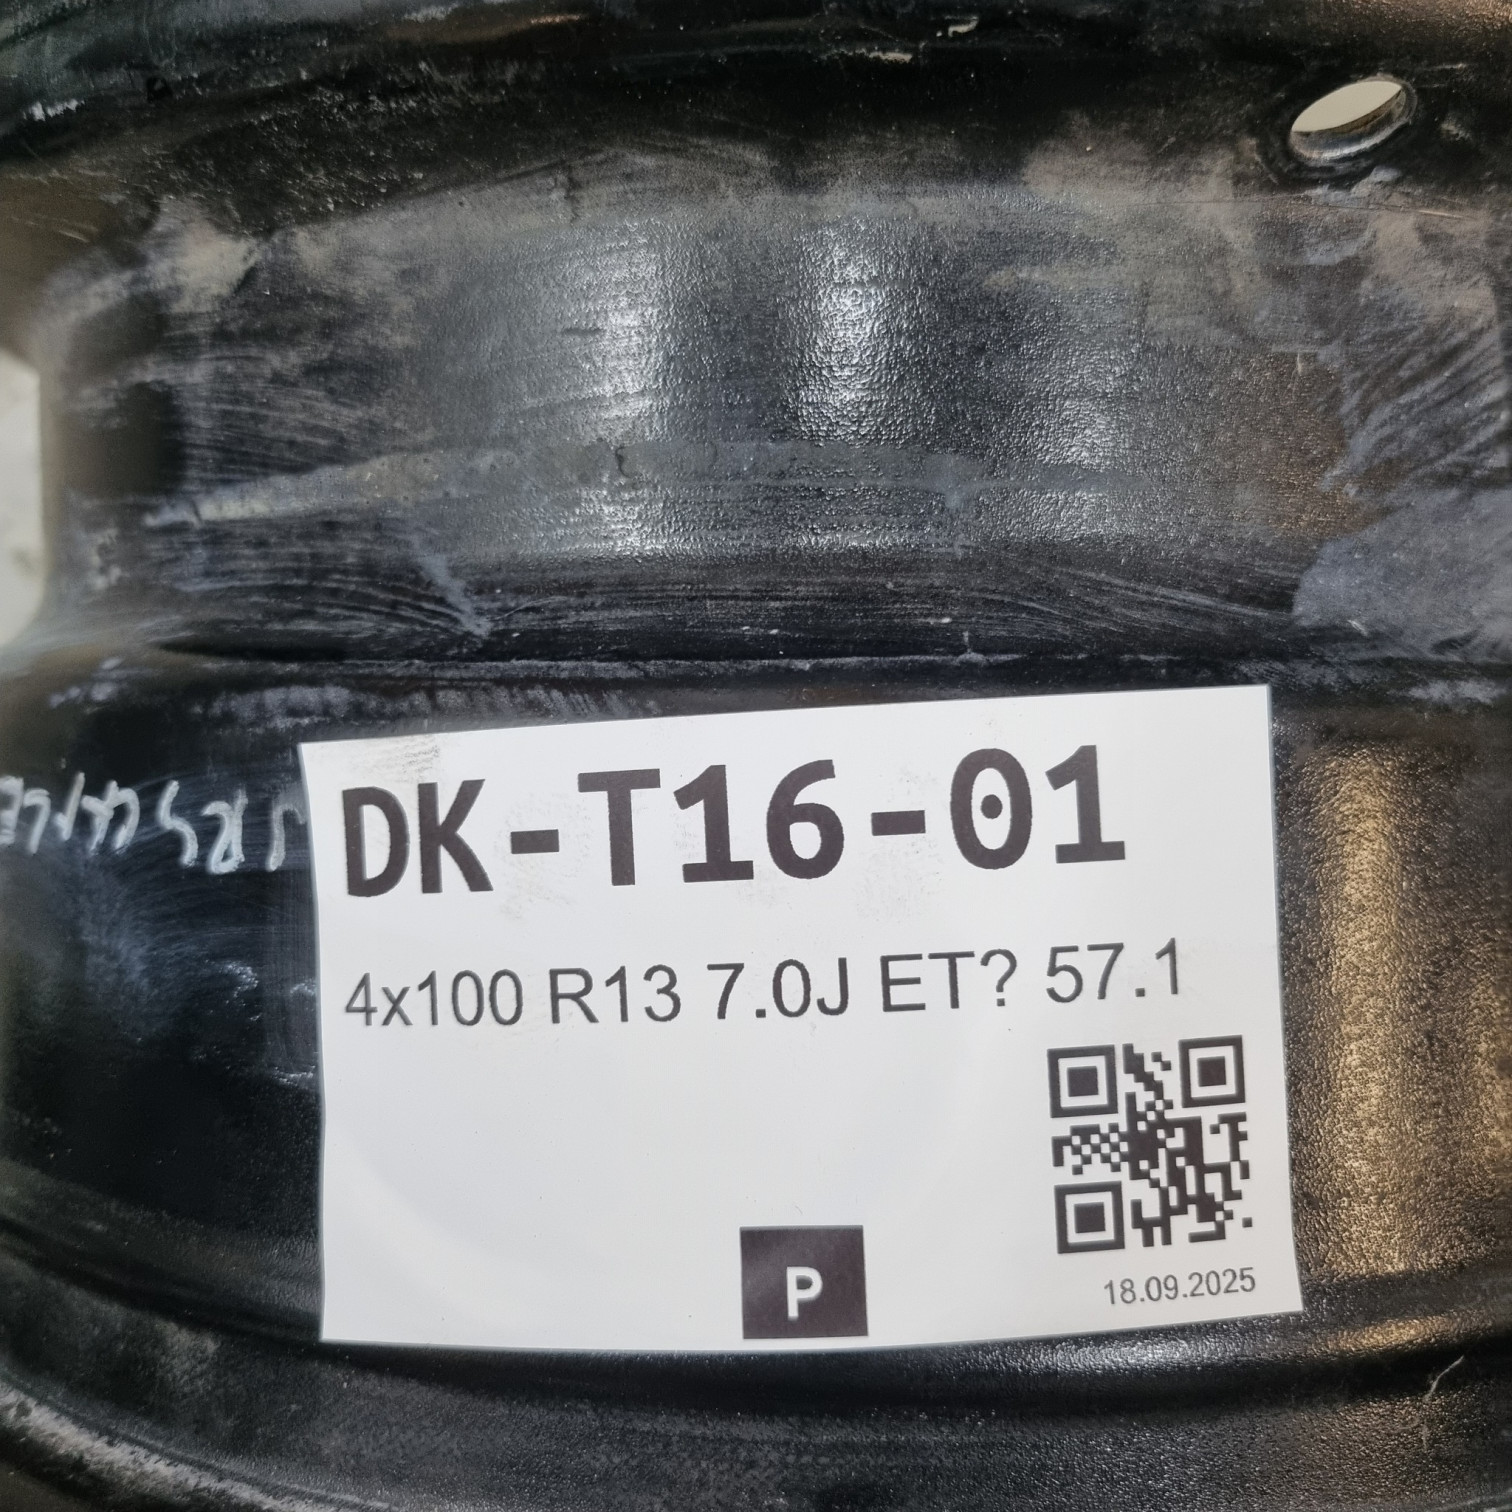 DK-T16-01
4x100 R13 7.0J ET? 57.1
P
18.09.2025